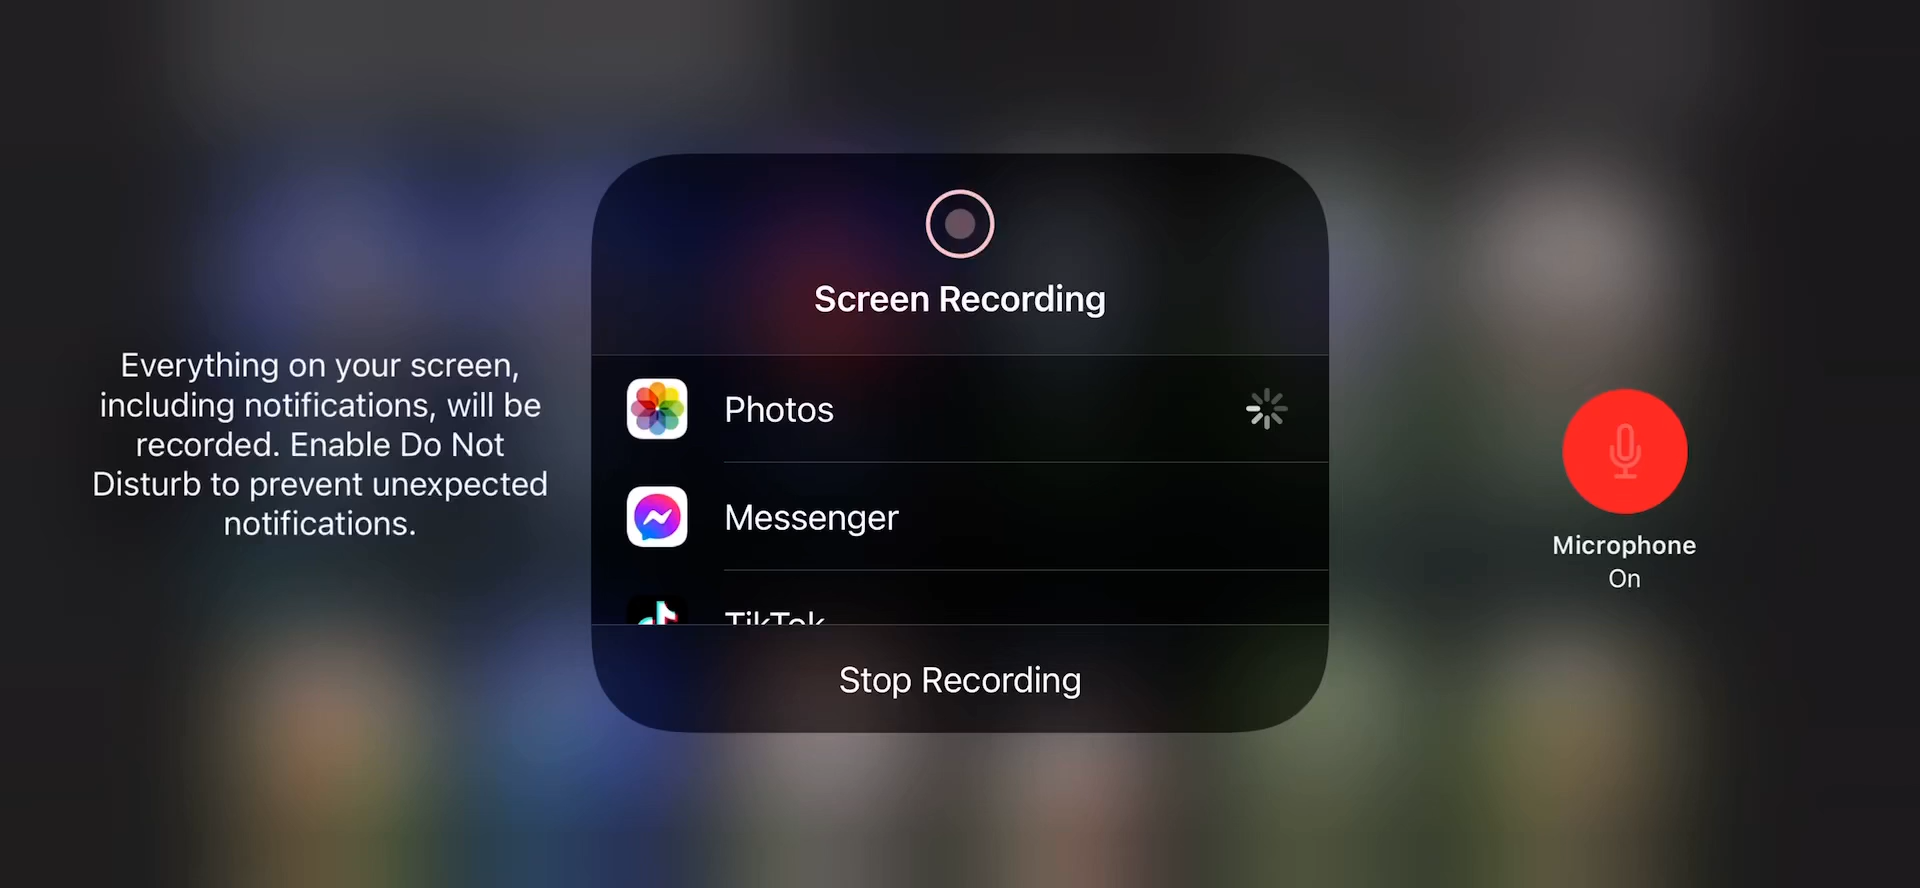 Everything on your screen,
including notifications, will be
recorded. Enable Do Not
Disturb to prevent unexpected
notifications.
Screen Recording
Photos
Messenger
TikTok
Stop Recording
Microphone
On